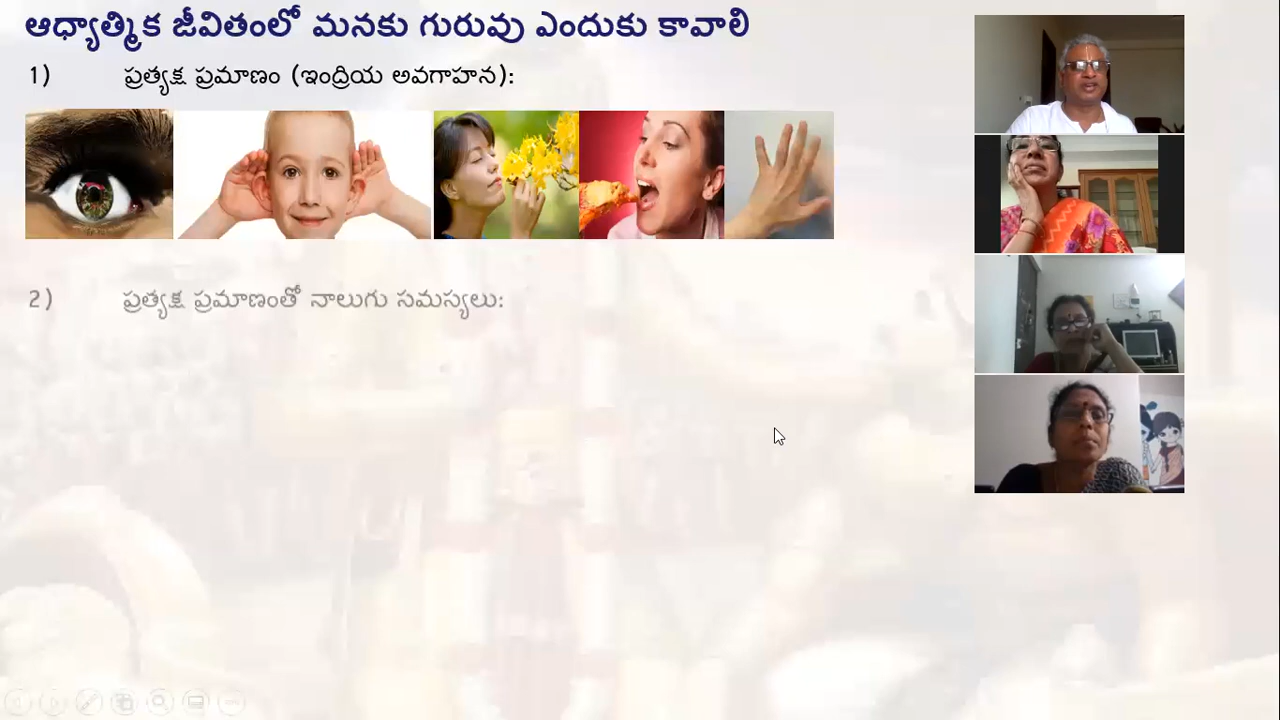 ఆధ్యాత్మిక జీవితంలో మనకు గురువు ఎందుకు కావాలి
1) ప్రత్యక్ష ప్రమాణం (ఇంద్రియ అవగాహన):
2) ప్రత్యక్ష ప్రమాణంతో నాలుగు సమస్యలు: